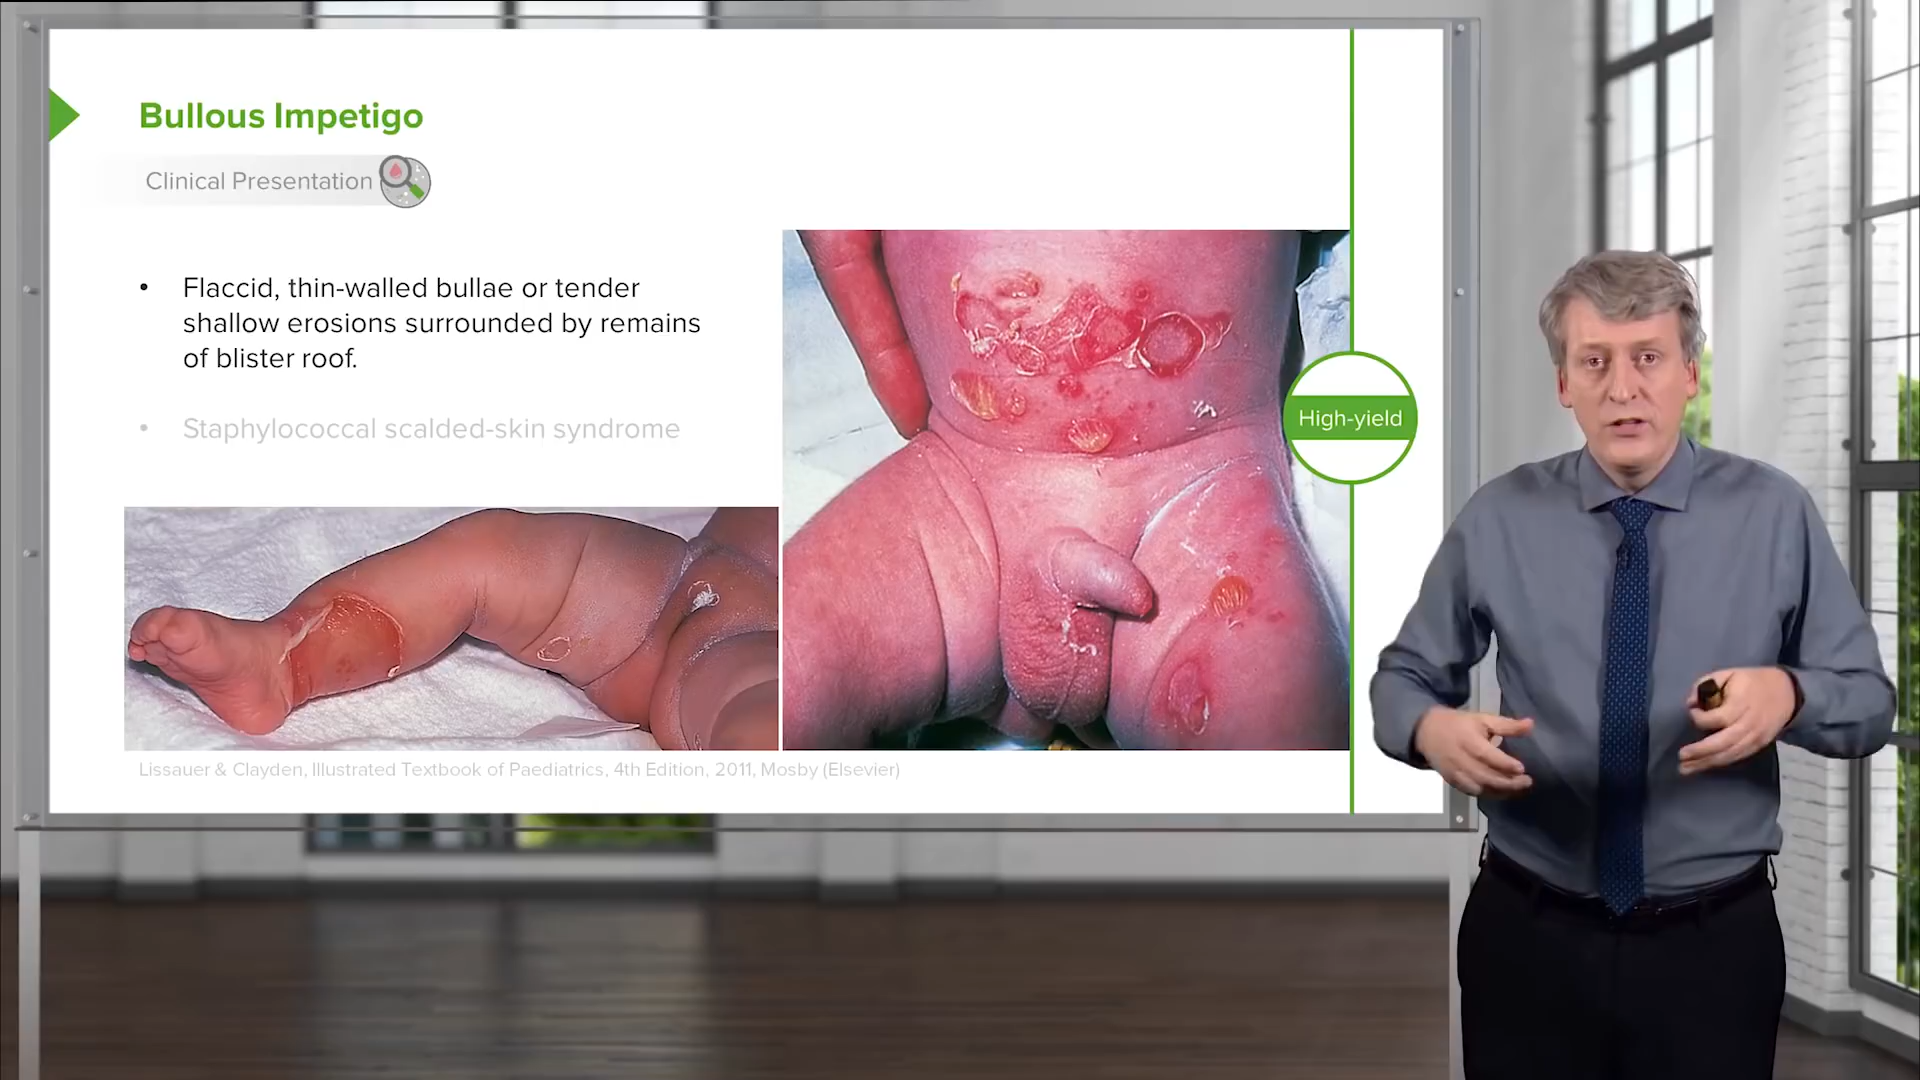 Bullous Impetigo
Clinical Presentation
• Flaccid, thin-walled bullae or tender
shallow erosions surrounded by remains
of blister roof.
• Staphylococcal scalded-skin syndrome
High-yield
Lissauer & Clayden, Illustrated Textbook of Paediatrics, 4th Edition, 2011, Mosby (Elsevier)